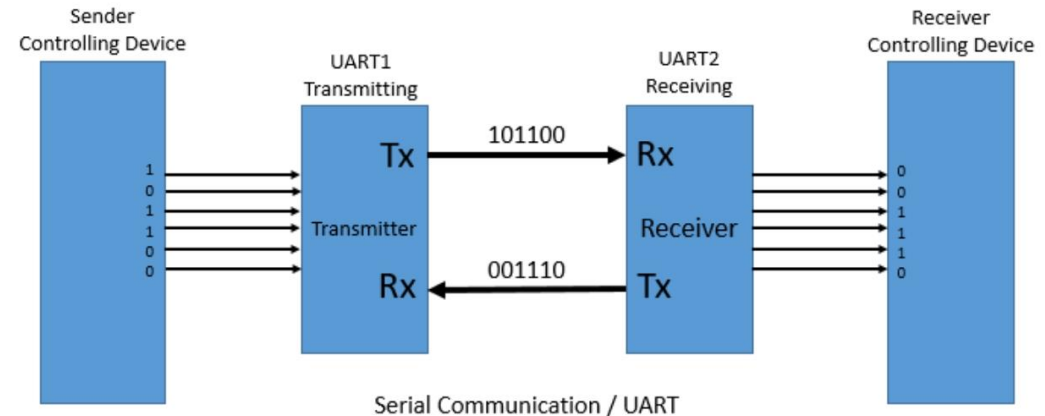 Sender
Controlling Device
Receiver
Controlling Device
UART1
Transmitting
UART2
Receiving
101100
Tx
Rx
1
0
1
1
0
0
Transmitter
Receiver
0
0
1
1
1
0
001110
Rx
Tx
Serial Communication / UART